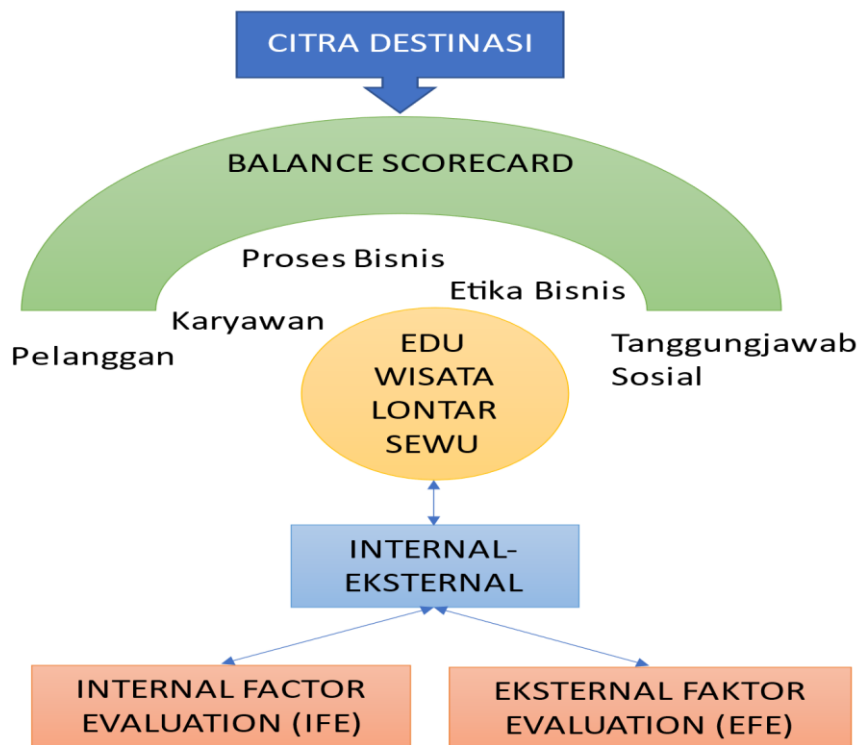 CITRA DESTINASI
BALANCE SCORECARD
Proses Bisnis
Etika Bisnis
Karyawan
Pelanggan
Tanggungjawab
Sosial
EDU
WISATA
LONTAR
SEWU
INTERNAL-
EKSTERNAL
INTERNAL FACTOR
EVALUATION (IFE)
EKSTERNAL FAKTOR
EVALUATION (EFE)